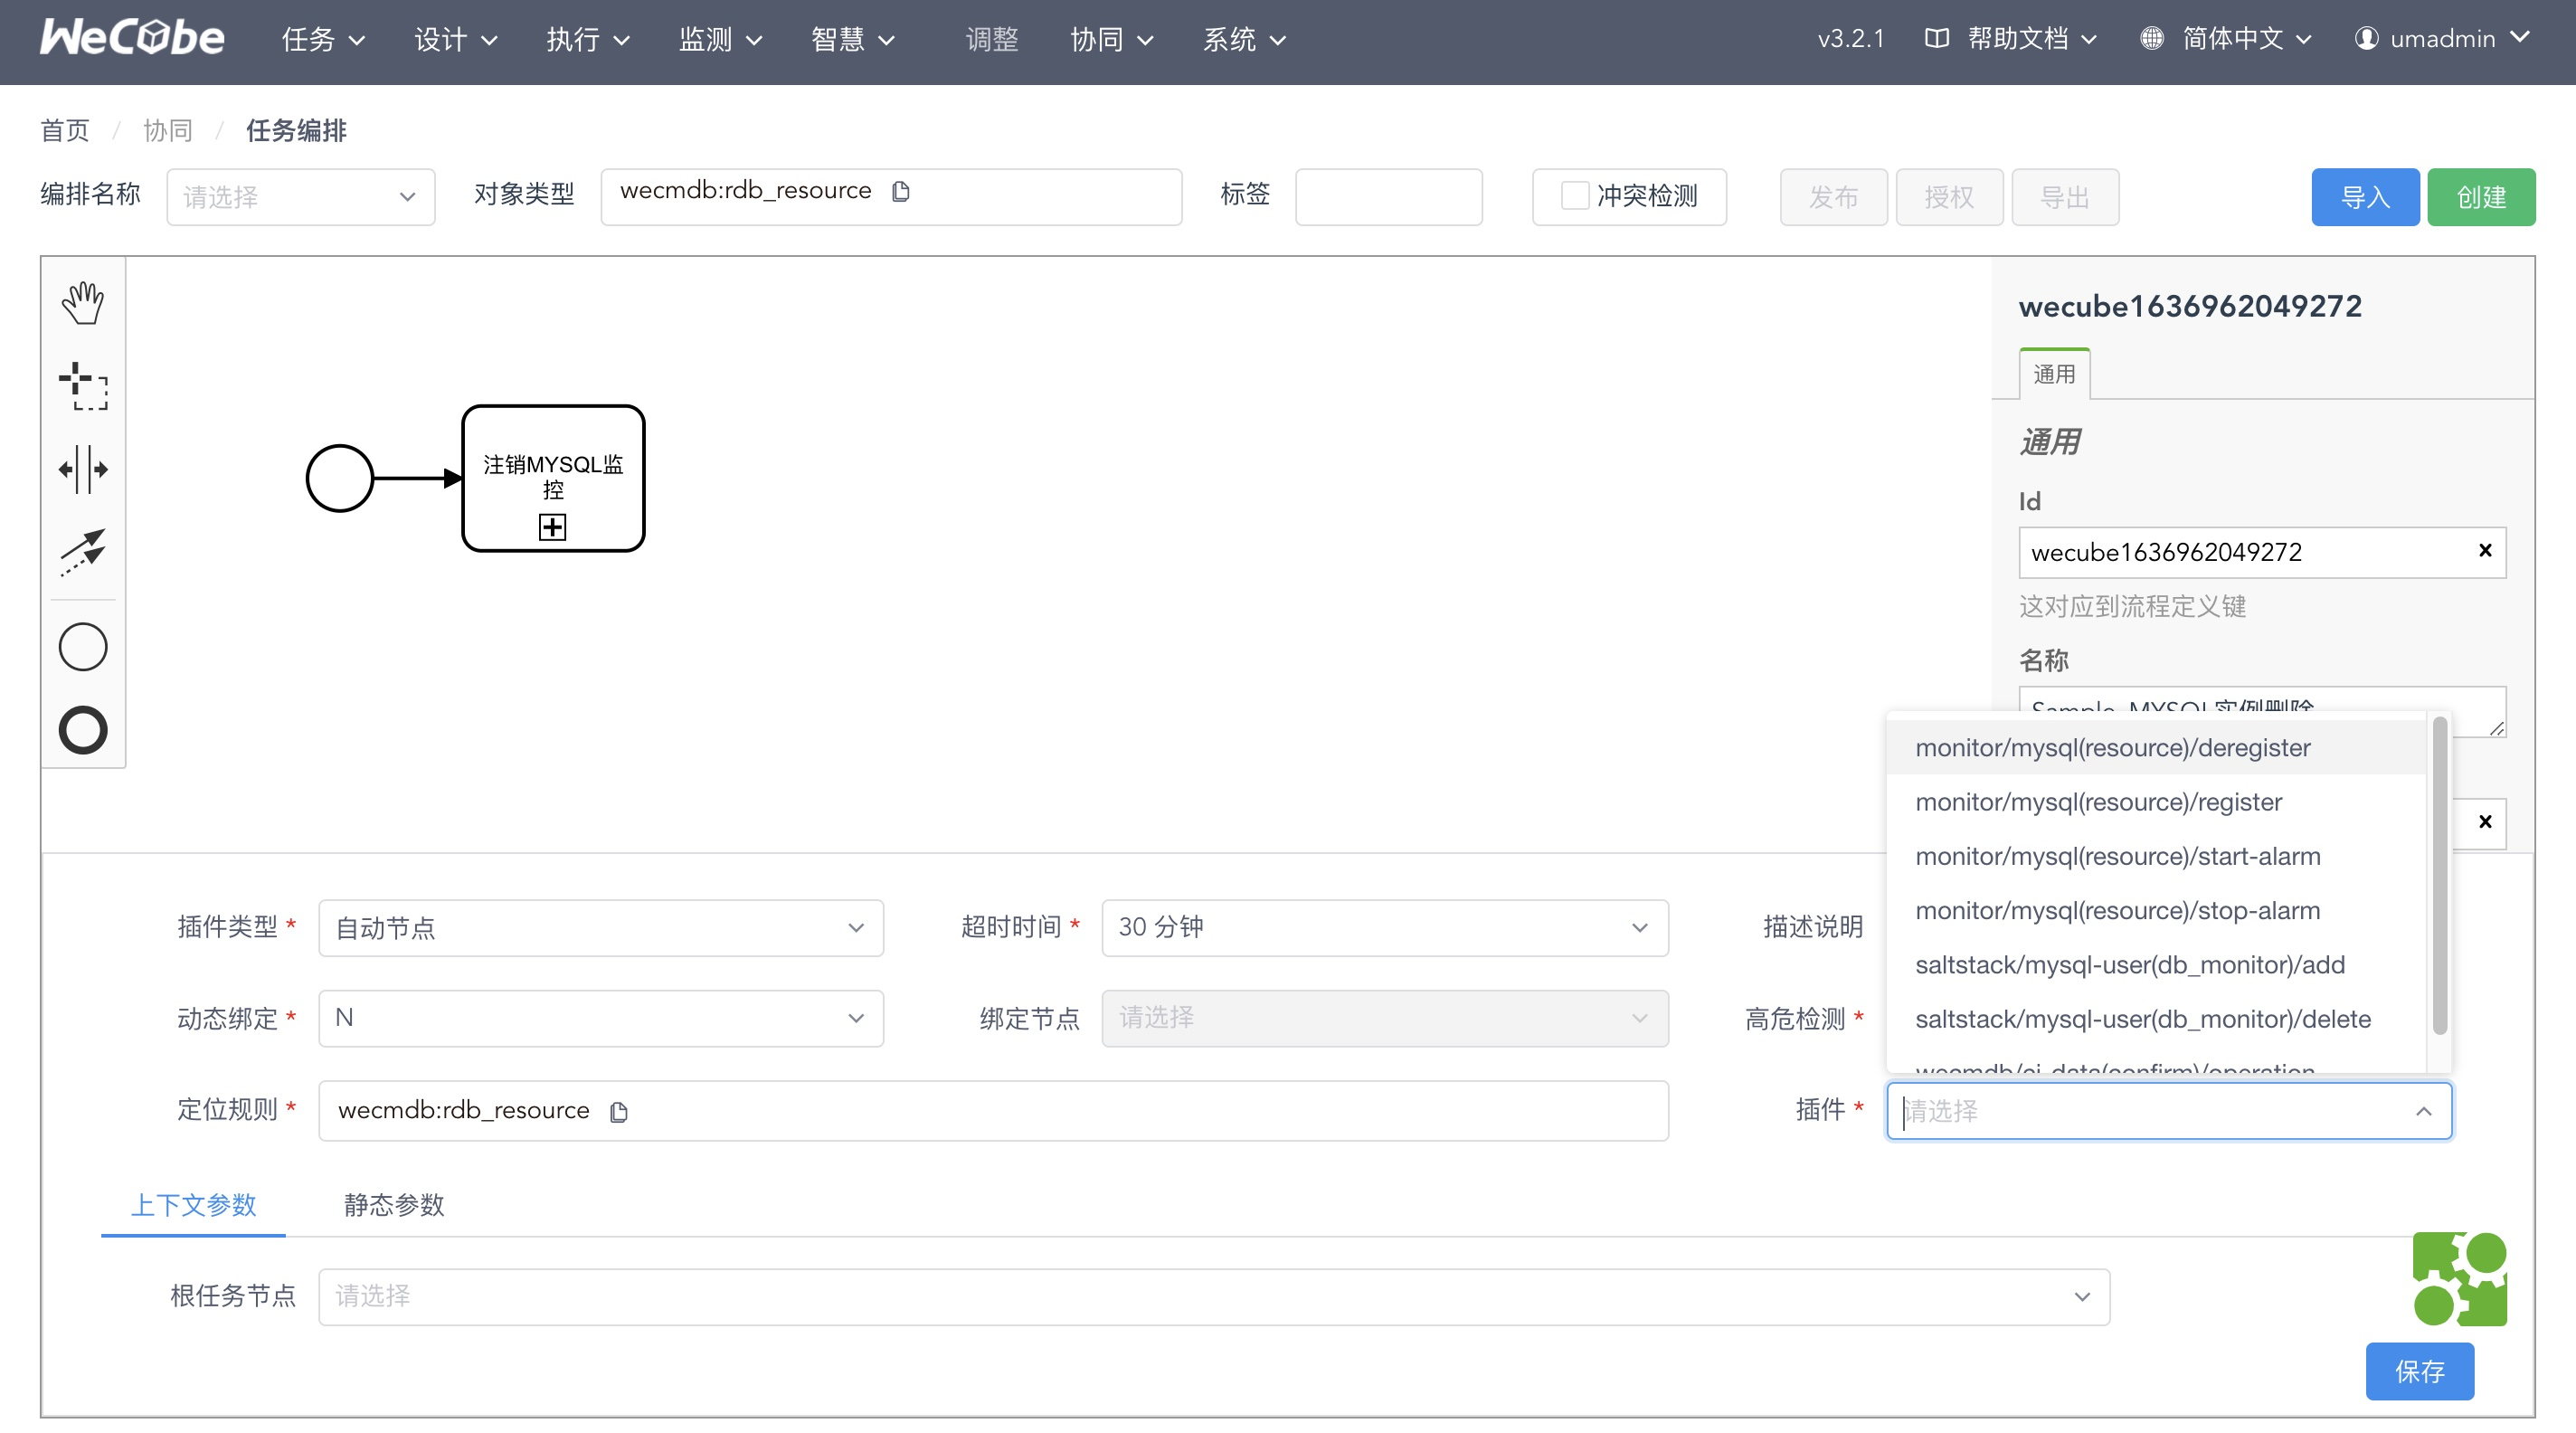 WeCube 任务 设计 执行 监测 智慧 调整 协同 系统 v3.2.1 帮助文档 简体中文 umadmin
首页 / 协同 / 任务编排
编排名称 请选择 对象类型 wecmdb:rdb_resource 标签 冲突检测 发布 授权 导出 导入 创建
wecube1636962049272
通用
通用
Id
wecube1636962049272
这对应到流程定义键
名称
Sample_MYSQL实例删除
注销MYSQL监
控
monitor/mysql(resource)/deregister
monitor/mysql(resource)/register
monitor/mysql(resource)/start-alarm
monitor/mysql(resource)/stop-alarm
saltstack/mysql-user(db_monitor)/add
saltstack/mysql-user(db_monitor)/delete
wecmdb/ci-data(confirm)/operation
插件类型 * 自动节点 超时时间 * 30 分钟 描述说明
动态绑定 * N 绑定节点 请选择 高危检测 *
定位规则 * wecmdb:rdb_resource 插件 * 请选择
上下文参数 静态参数
根任务节点 请选择
保存